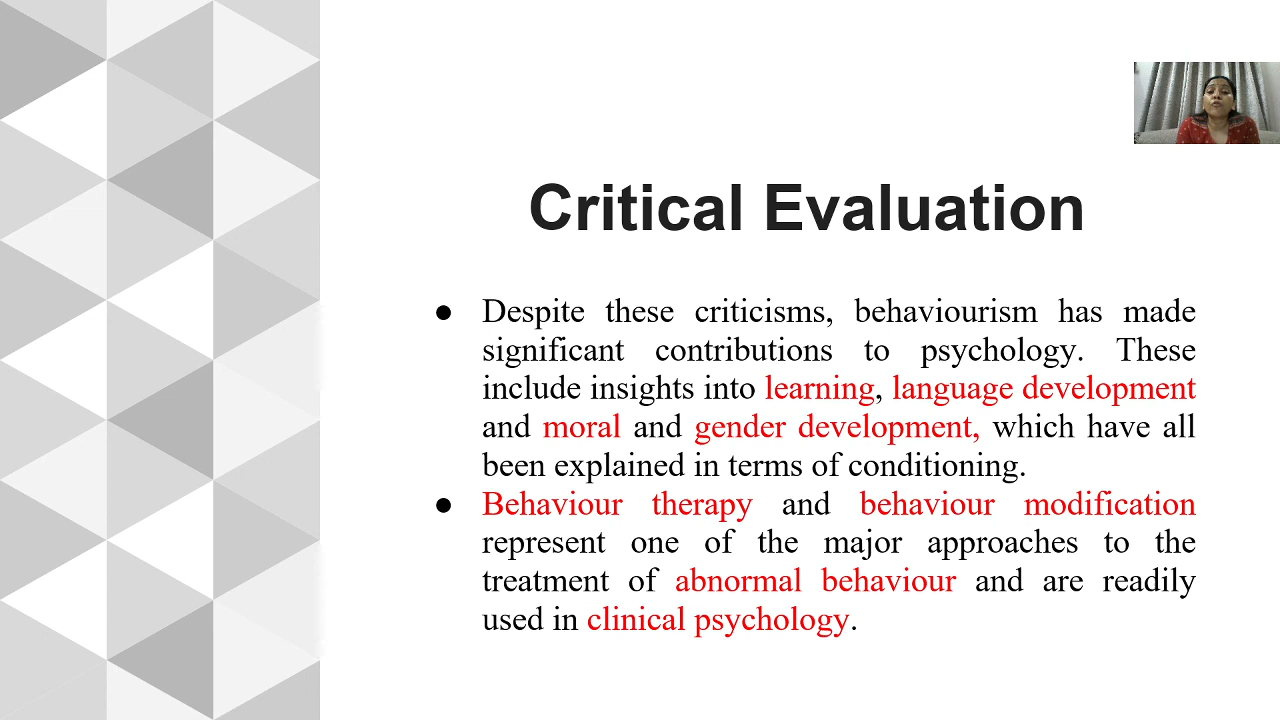 Critical Evaluation
● Despite these criticisms, behaviourism has made
significant contributions to psychology. These
include insights into learning, language development
and moral and gender development, which have all
been explained in terms of conditioning.
● Behaviour therapy and behaviour modification
represent one of the major approaches to the
treatment of abnormal behaviour and are readily
used in clinical psychology.